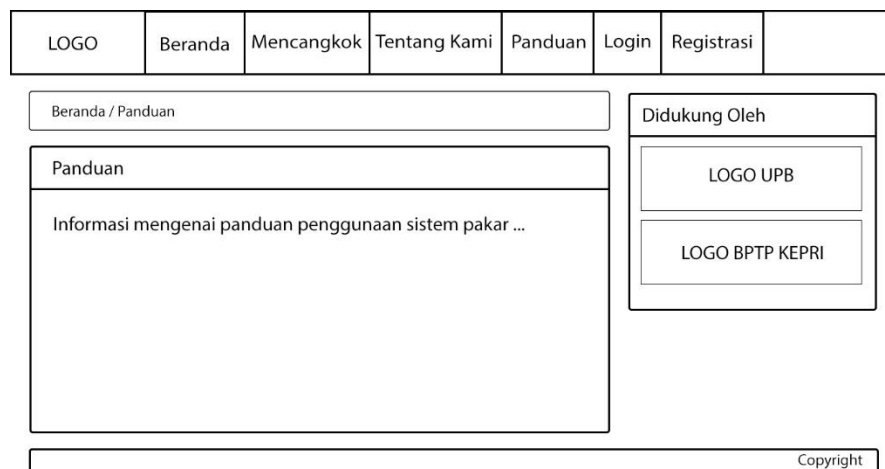 LOGO
Beranda
Mencangkok
Tentang Kami
Panduan
Login
Registrasi
Beranda / Panduan
Panduan
Informasi mengenai panduan penggunaan sistem pakar ...
Didukung Oleh
LOGO UPB
LOGO BPTP KEPRI
Copyright